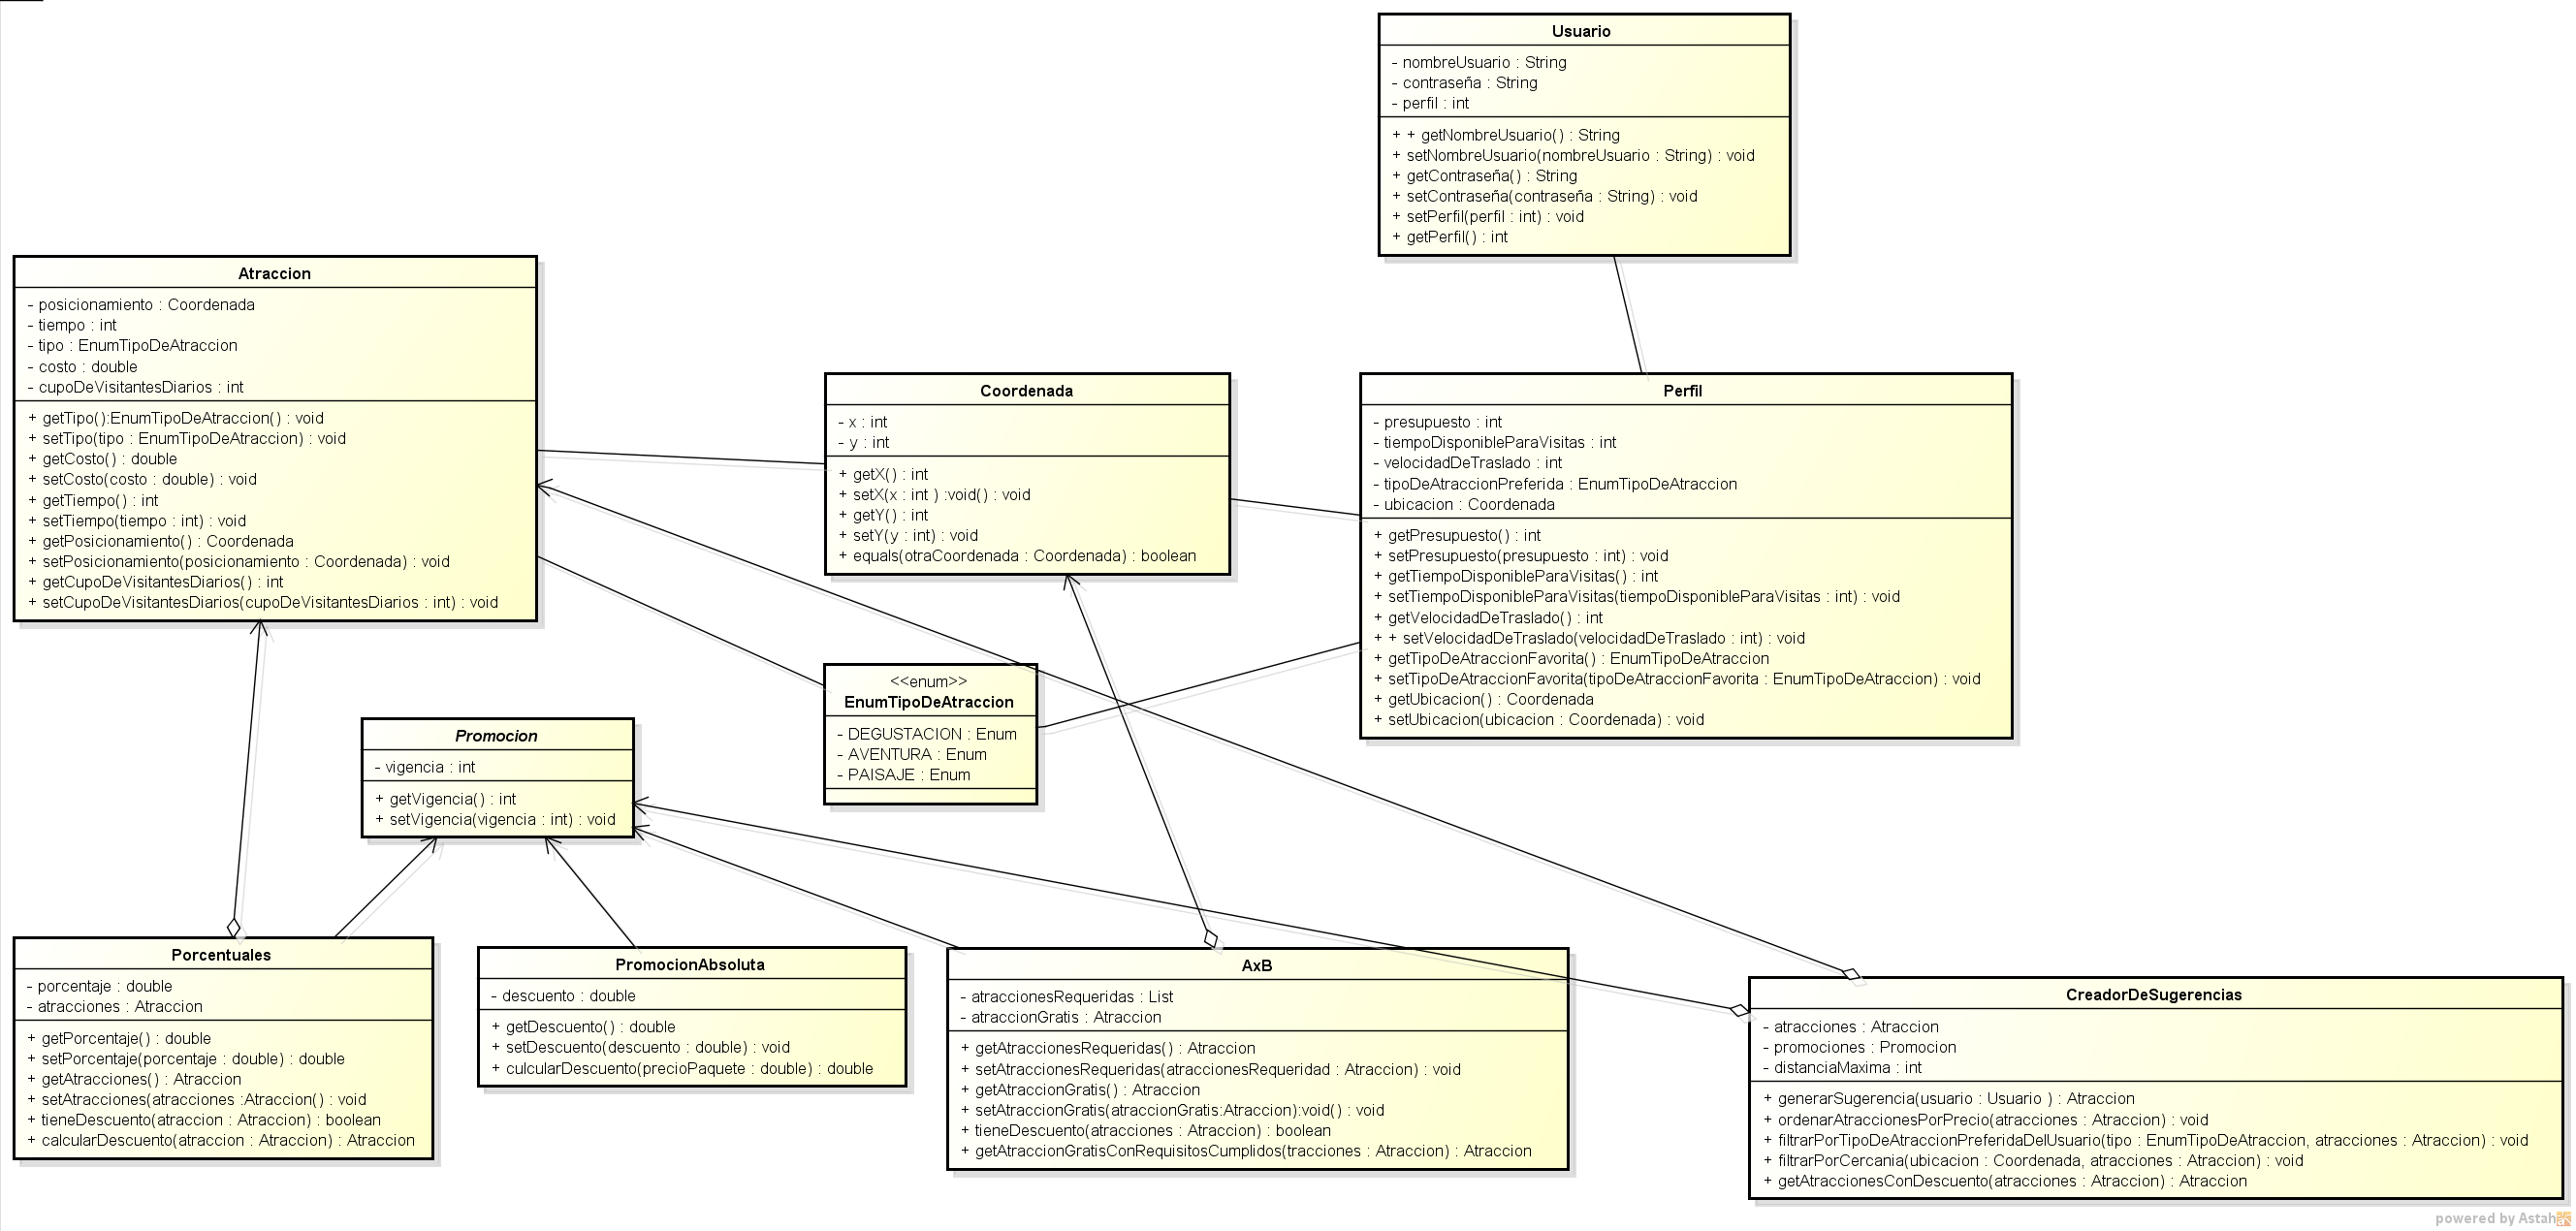 Usuario
- nombreUsuario : String
- contraseña : String
- perfil : int
+ + getNombreUsuario() : String
+ setNombreUsuario(nombreUsuario : String) : void
+ getContraseña() : String
+ setContraseña(contraseña : String) : void
+ setPerfil(perfil : int) : void
+ getPerfil() : int
Atraccion
- posicionamiento : Coordenada
- tiempo : int
- tipo : EnumTipoDeAtraccion
- costo : double
- cupoDeVisitantesDiarios : int
+ getTipo():EnumTipoDeAtraccion() : void
+ setTipo(tipo : EnumTipoDeAtraccion) : void
+ getCosto() : double
+ setCosto(costo : double) : void
+ getTiempo() : int
+ setTiempo(tiempo : int) : void
+ getPosicionamiento() : Coordenada
+ setPosicionamiento(posicionamiento : Coordenada) : void
+ getCupoDeVisitantesDiarios() : int
+ setCupoDeVisitantesDiarios(cupoDeVisitantesDiarios : int) : void
Coordenada
- x : int
- y : int
+ getX() : int
+ setX(x : int ) :void() : void
+ getY() : int
+ setY(y : int) : void
+ equals(otraCoordenada : Coordenada) : boolean
Perfil
- presupuesto : int
- tiempoDisponibleParaVisitas : int
- velocidadDeTraslado : int
- tipoDeAtraccionPreferida : EnumTipoDeAtraccion
- ubicacion : Coordenada
+ getPresupuesto() : int
+ setPresupuesto(presupuesto : int) : void
+ getTiempoDisponibleParaVisitas() : int
+ setTiempoDisponibleParaVisitas(tiempoDisponibleParaVisitas : int) : void
+ getVelocidadDeTraslado() : int
+ + setVelocidadDeTraslado(velocidadDeTraslado : int) : void
+ getTipoDeAtraccionFavorita() : EnumTipoDeAtraccion
+ setTipoDeAtraccionFavorita(tipoDeAtraccionFavorita : EnumTipoDeAtraccion) : void
+ getUbicacion() : Coordenada
+ setUbicacion(ubicacion : Coordenada) : void
<<enum>>
EnumTipoDeAtraccion
- DEGUSTACION : Enum
- AVENTURA : Enum
- PAISAJE : Enum
Promocion
- vigencia : int
+ getVigencia() : int
+ setVigencia(vigencia : int) : void
Porcentuales
- porcentaje : double
- atracciones : Atraccion
+ getPorcentaje() : double
+ setPorcentaje(porcentaje : double) : double
+ getAtracciones() : Atraccion
+ setAtracciones(atracciones :Atraccion() : void
+ tieneDescuento(atraccion : Atraccion) : boolean
+ calcularDescuento(atraccion : Atraccion) : Atraccion
PromocionAbsoluta
- descuento : double
+ getDescuento() : double
+ setDescuento(descuento : double) : void
+ culcularDescuento(precioPaquete : double) : double
AxB
- atraccionesRequeridas : List
- atraccionGratis : Atraccion
+ getAtraccionesRequeridas() : Atraccion
+ setAtraccionesRequeridas(atraccionesRequeridad : Atraccion) : void
+ getAtraccionGratis() : Atraccion
+ setAtraccionGratis(atraccionGratis:Atraccion):void() : void
+ tieneDescuento(atracciones : Atraccion) : boolean
+ getAtraccionGratisConRequisitosCumplidos(tracciones : Atraccion) : Atraccion
CreadorDeSugerencias
- atracciones : Atraccion
- promociones : Promocion
- distanciaMaxima : int
+ generarSugerencia(usuario : Usuario ) : Atraccion
+ ordenarAtraccionesPorPrecio(atracciones : Atraccion) : void
+ filtrarPorTipoDeAtraccionPreferidaDelUsuario(tipo : EnumTipoDeAtraccion, atracciones : Atraccion) : void
+ filtrarPorCercania(ubicacion : Coordenada, atracciones : Atraccion) : void
+ getAtraccionesConDescuento(atracciones : Atraccion) : Atraccion
powered by Astah